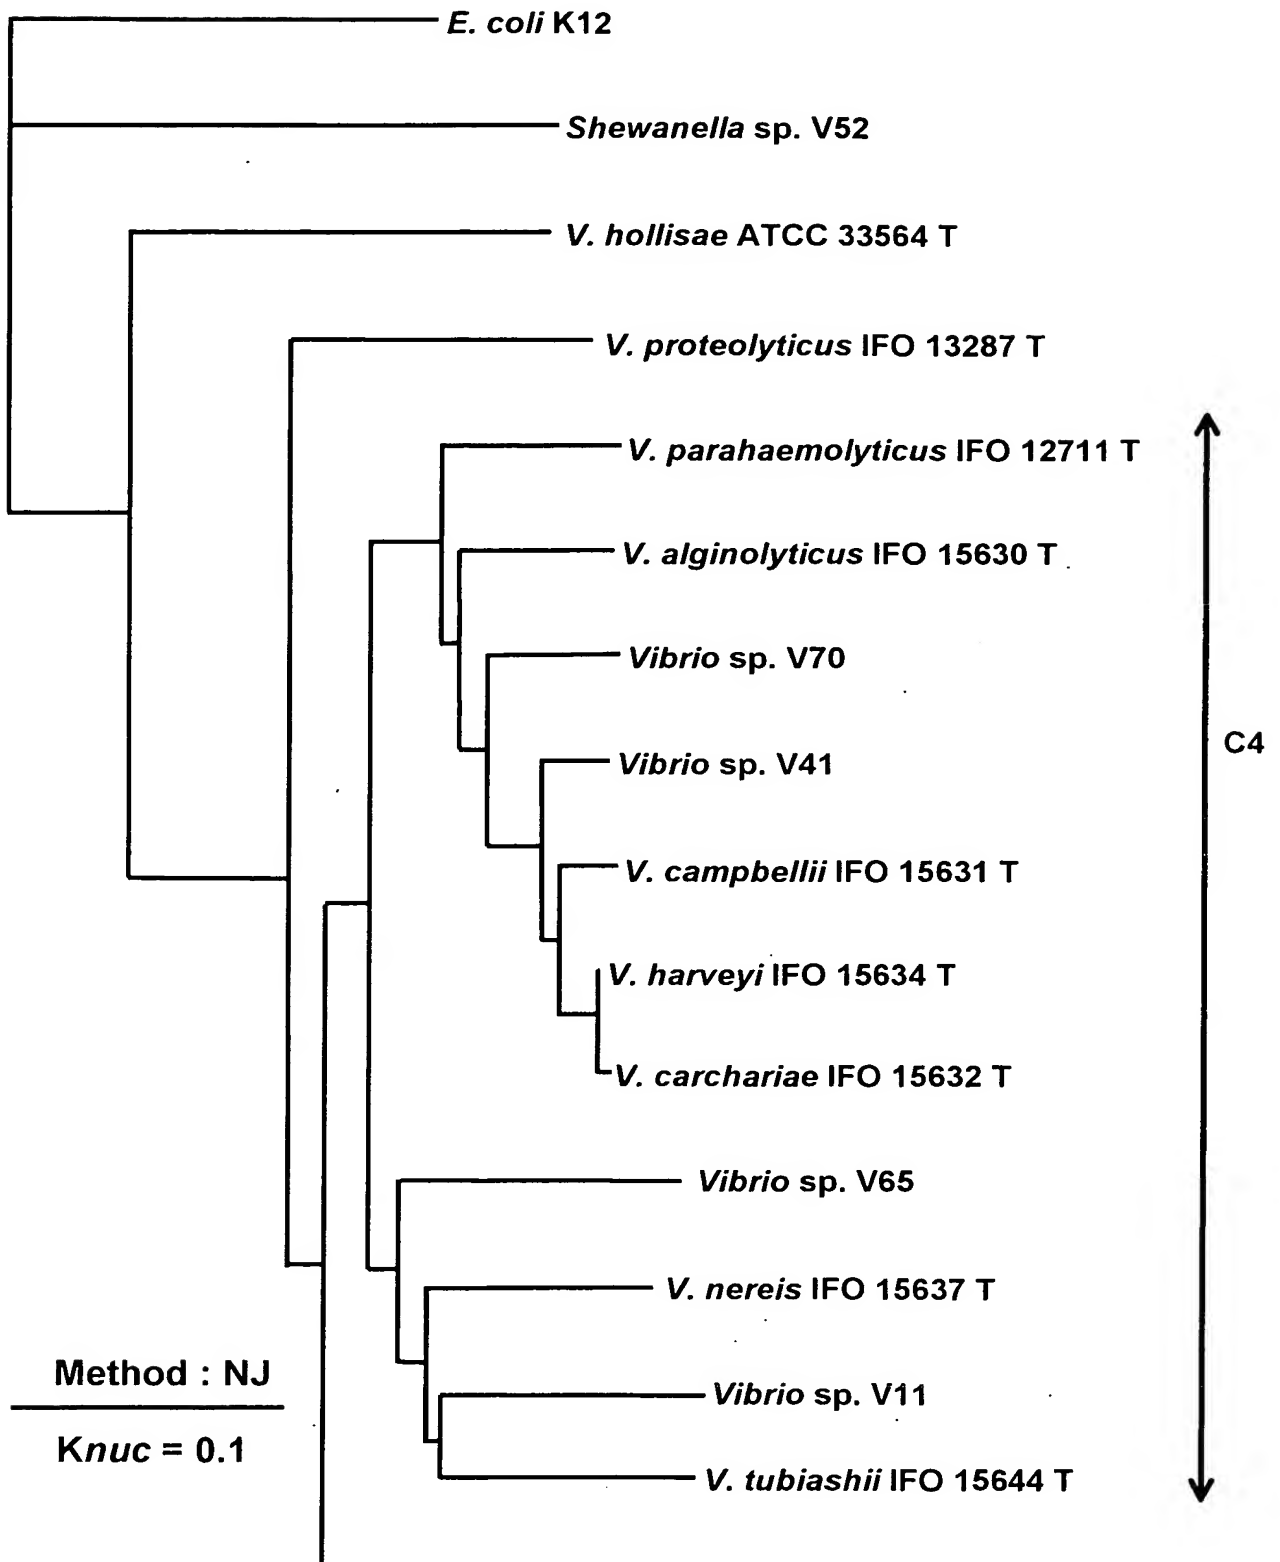 E. coli K12
Shewanella sp. V52
V. hollisae ATCC 33564 T
V. proteolyticus IFO 13287 T
V. parahaemolyticus IFO 12711 T
V. alginolyticus IFO 15630 T
Vibrio sp. V70
C4
Vibrio sp. V41
V. campbellii IFO 15631 T
V. harveyi IFO 15634 T
V. carchariae IFO 15632 T
Vibrio sp. V65
V. nereis IFO 15637 T
Method : NJ
Vibrio sp. V11
Knuc = 0.1
V. tubiashii IFO 15644 T